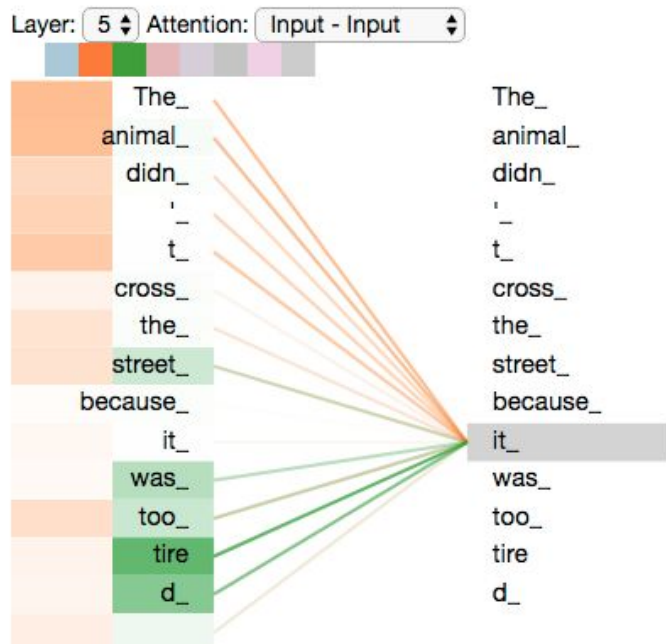 Layer: 5 Attention: Input - Input
The_ The_
animal_ animal_
didn_ didn_
'_ '_
t_ t_
cross_ cross_
the_ the_
street_ street_
because_ because_
it_ it_
was_ was_
too_ too_
tire tire
d_ d_